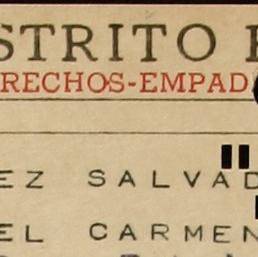 STRITO
RECHOS-EMPAD
EZ SALVAD
EL CARMEN